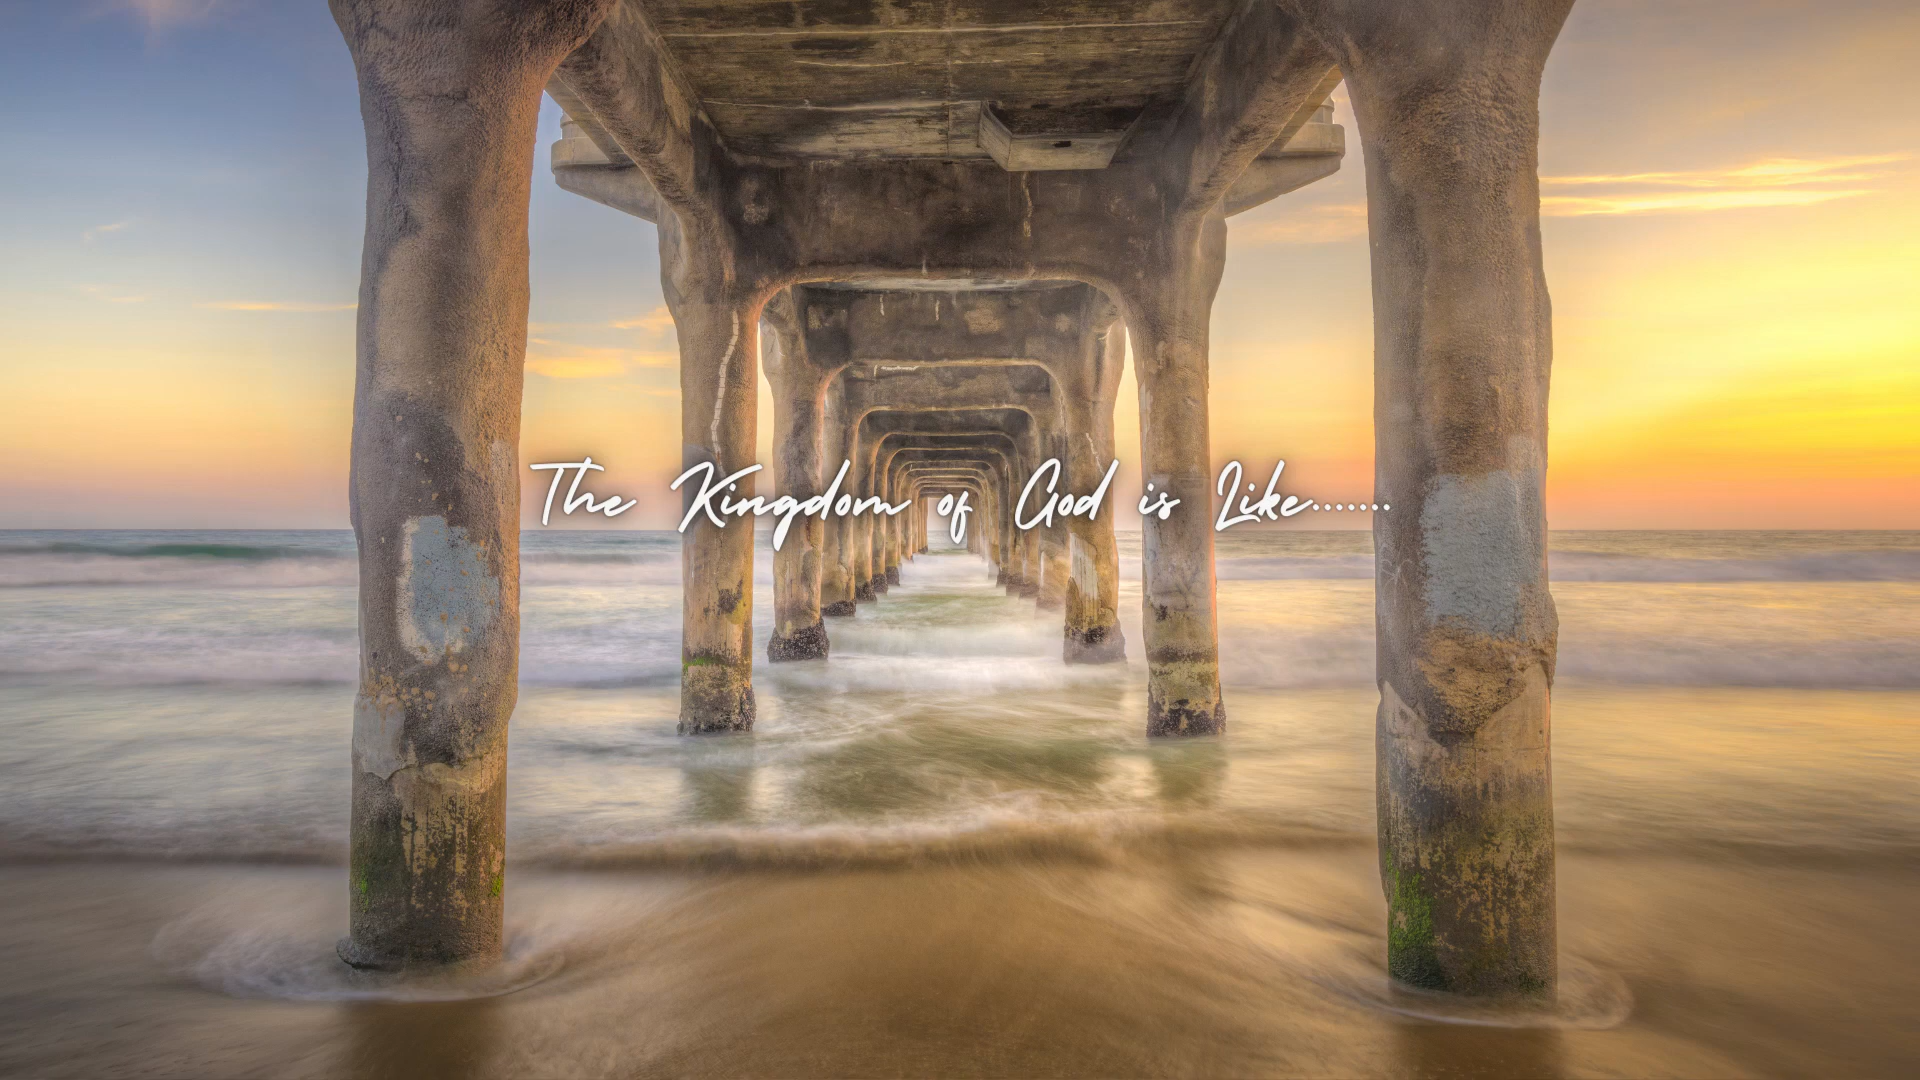 The Kingdom of God is Like.......